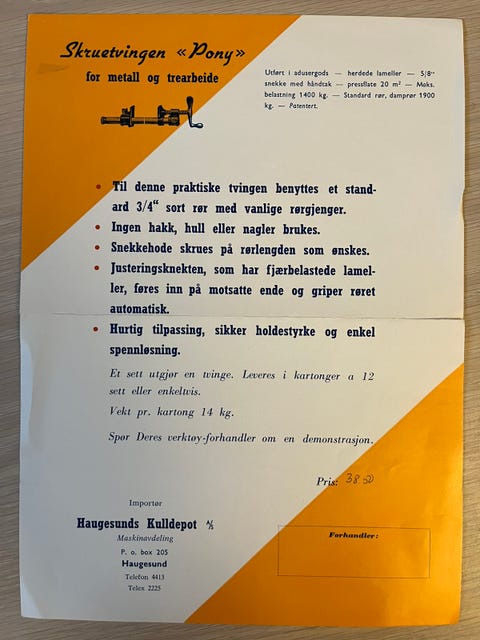 Skruetvingen «Pony»
for metall og trearbeide
Utført i adusergods — herdede lameller — 5/8"
snekke med håndtak — pressflate 20 m² — Maks.
belastning 1400 kg. — Standard rør, damprør 1900
kg. — Patentert.
• Til denne praktiske tvingen benyttes et stand-
ard 3/4" sort rør med vanlige rørgjenger.
• Ingen hakk, hull eller nagler brukes.
• Snekkehode skrues på rørlengden som ønskes.
• Justeringsknekten, som har fjærbelastede lamel-
ler, føres inn på motsatte ende og griper røret
automatisk.
• Hurtig tilpassing, sikker holdestyrke og enkel
spennløsning.
Et sett utgjør en tvinge. Leveres i kartonger a 12
sett eller enkeltvis.
Vekt pr. kartong 14 kg.
Spør Deres verktøy-forhandler om en demonstrasjon.
Pris: 38.50
Importør
Haugesunds Kulldepot A/S
Maskinavdeling
P. o. box 205
Haugesund
Telefon 4413
Telex 2225
Forhandler: